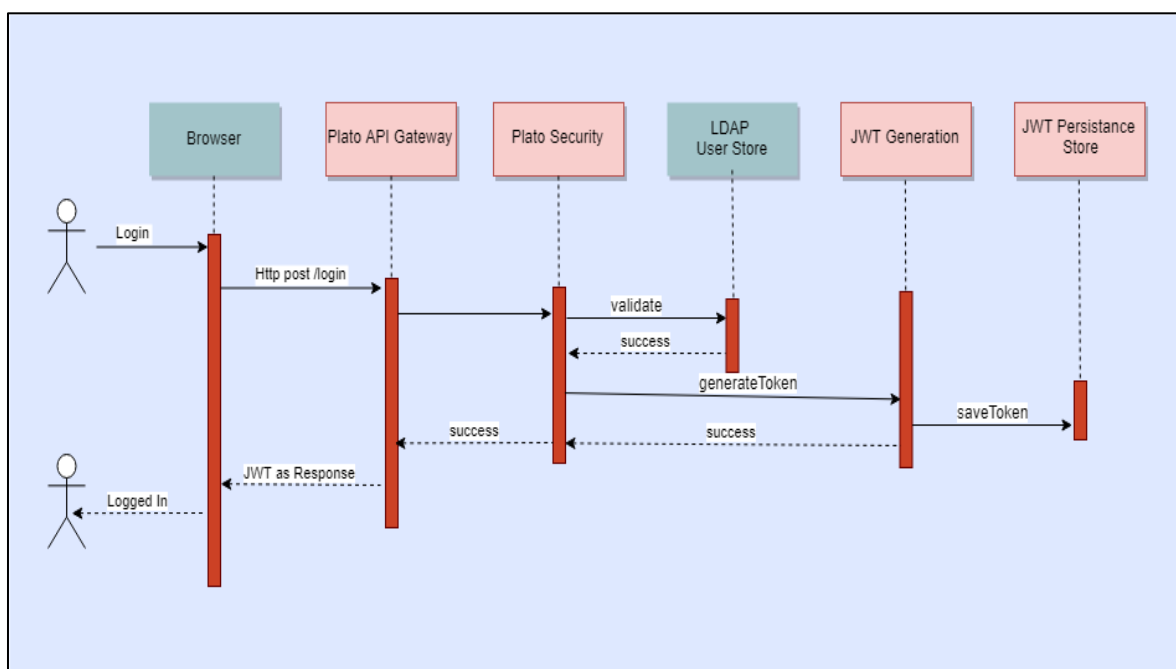 Browser
Plato API Gateway
Plato Security
LDAP
User Store
JWT Generation
JWT Persistance
Store
Login
Http post /login
validate
success
generateToken
saveToken
success
success
JWT as Response
Logged In